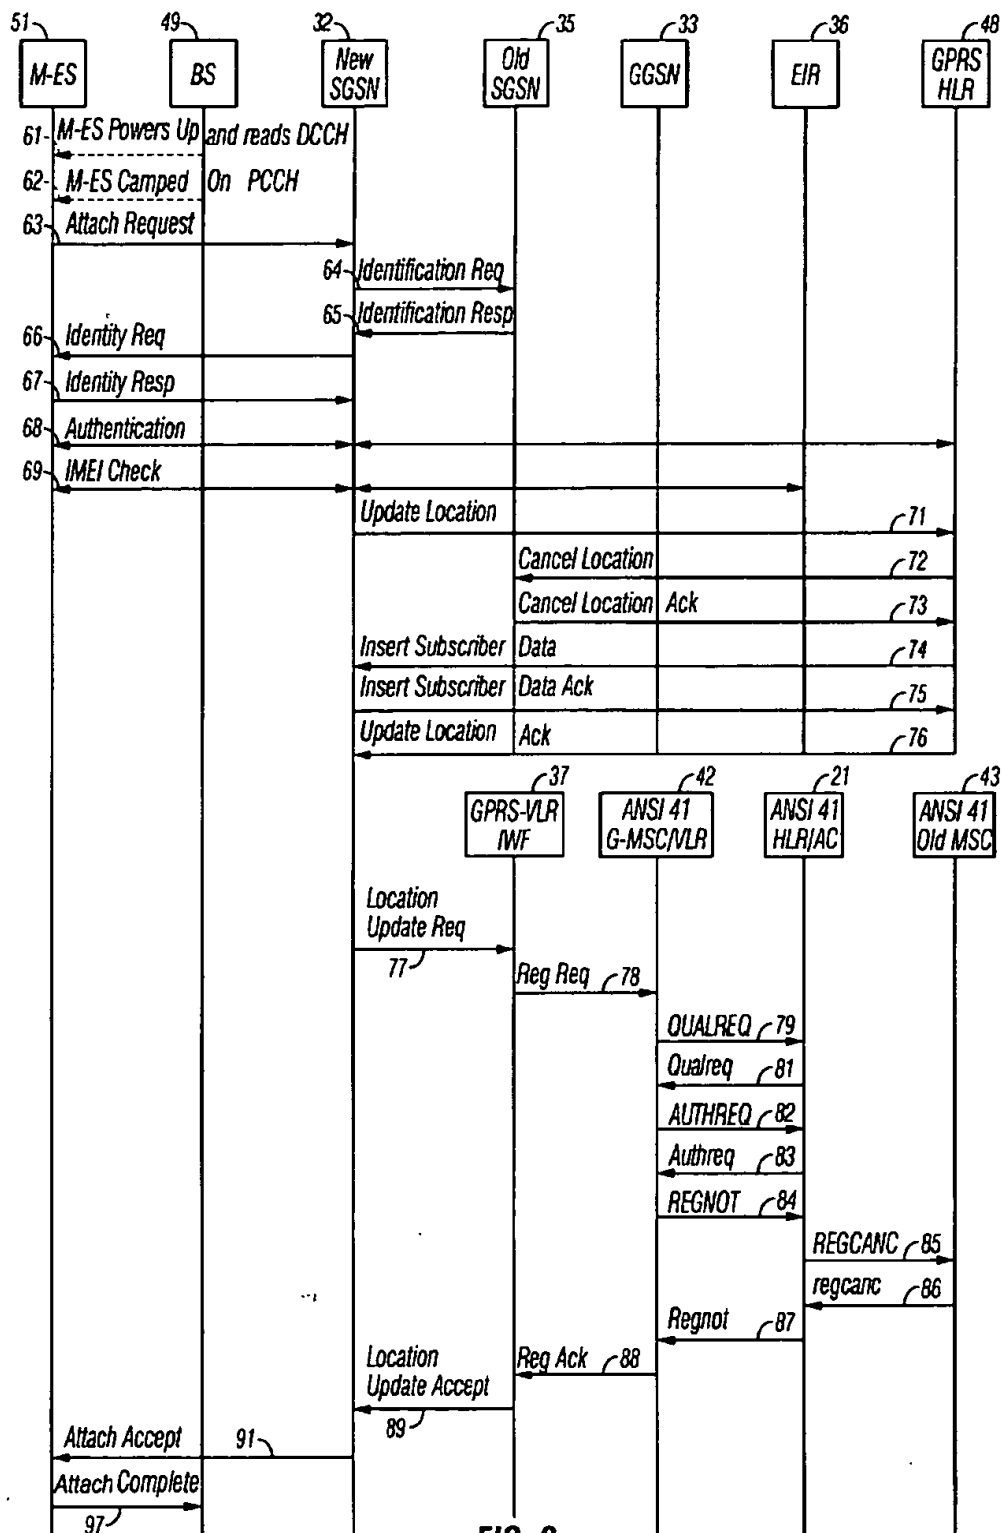 51 49 32 35 33 36 48
M-ES BS New SGSN Old SGSN GGSN EIR GPRS HLR
61 M-ES Powers Up and reads DCCH
62 M-ES Camped On PCCH
63 Attach Request
64 Identification Req
65 Identification Resp
66 Identity Req
67 Identity Resp
68 Authentication
69 IMEI Check
Update Location 71
Cancel Location 72
Cancel Location Ack 73
Insert Subscriber Data 74
Insert Subscriber Data Ack 75
Update Location Ack 76
37 42 21 43
GPRS-VLR IWF ANSI 41 G-MSC/VLR ANSI 41 HLR/AC ANSI 41 Old MSC
Location
Update Req
77
Reg Req 78
QUALREQ 79
Qualreq 81
AUTHREQ 82
Authreq 83
REGNOT 84
REGCANC 85
regcanc 86
Regnot 87
Reg Ack 88
Location
Update Accept
89
Attach Accept 91
Attach Complete
97